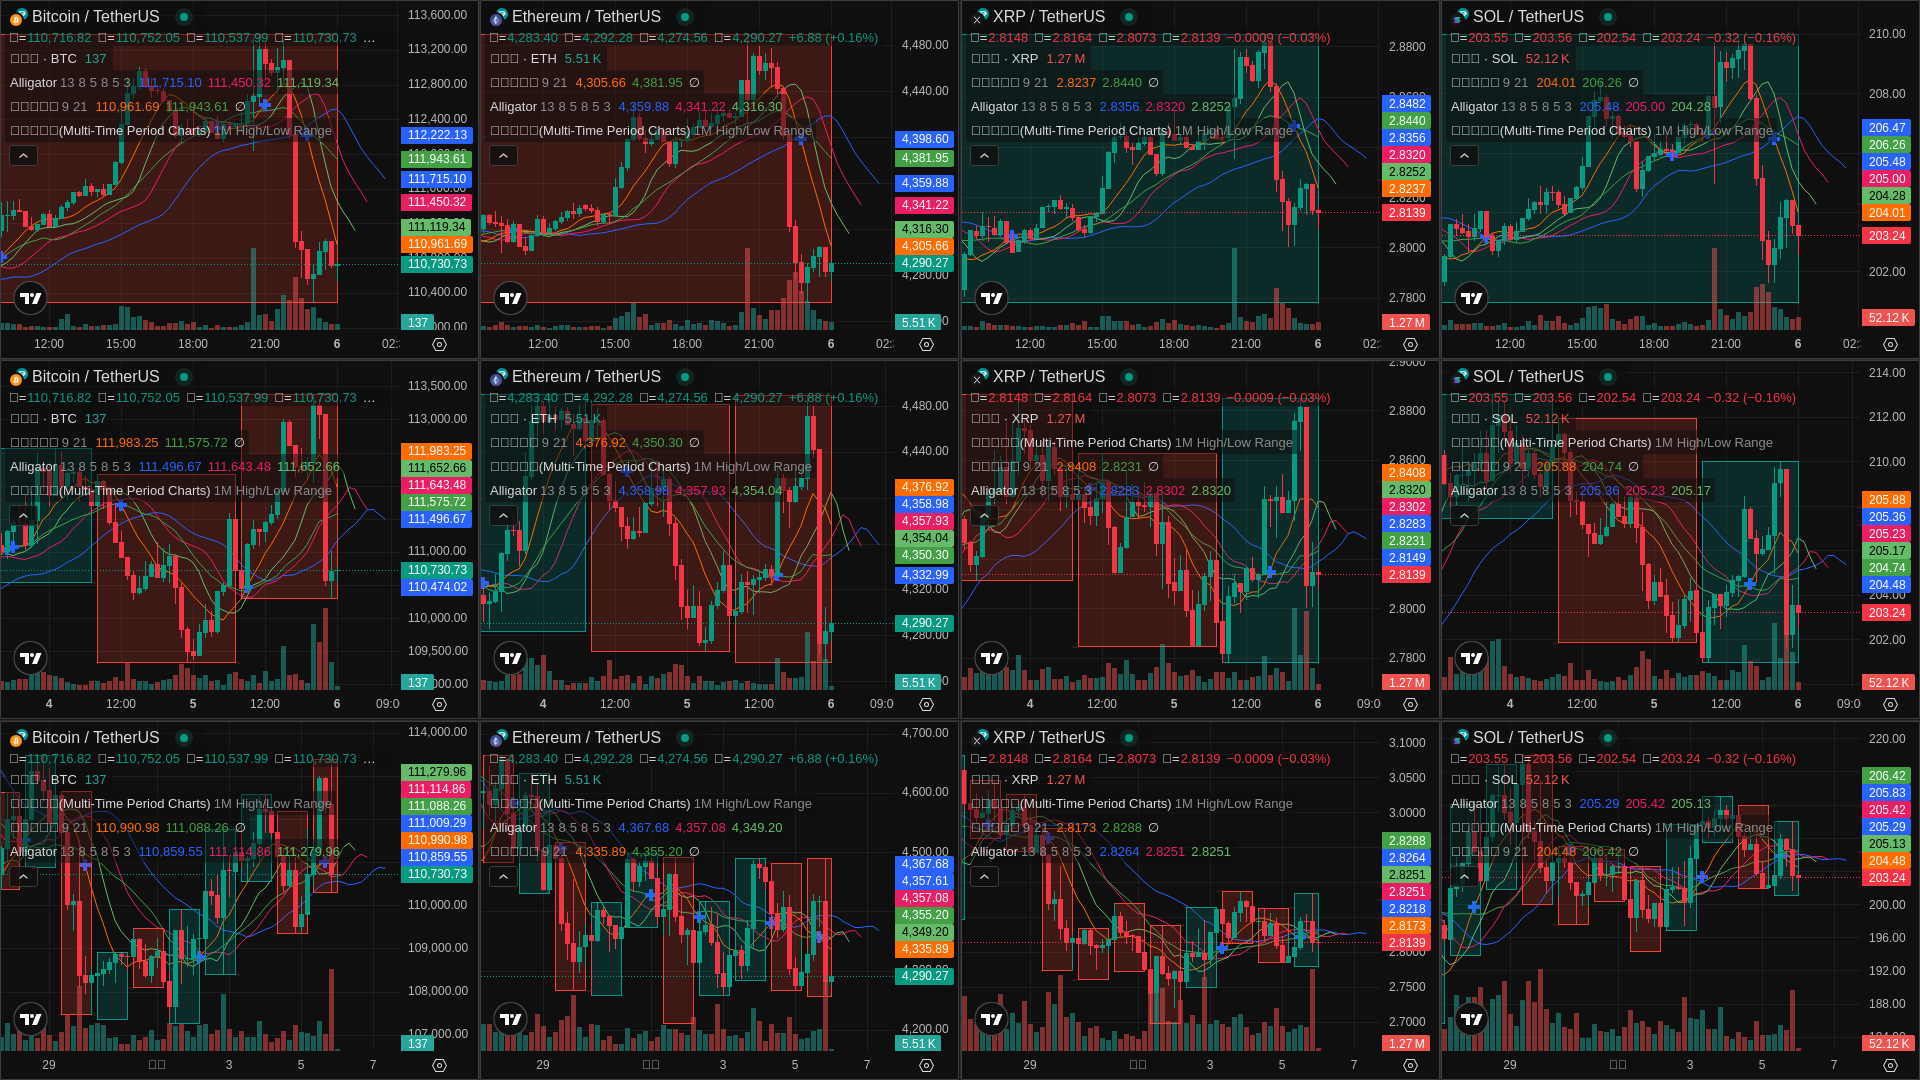 Bitcoin / TetherUS
□=110,716.82 □=110,752.05 □=110,537.99 □=110,730.73 …
□□□ · BTC 137
Alligator 13 8 5 8 5 3 111,715.10 111,450.32 111,119.34
□□□□□ 9 21 110,961.69 111,943.61 ∅
□□□□□(Multi-Time Period Charts) 1M High/Low Range
113,600.00
113,200.00
112,800.00
112,400.00
112,222.13
111,943.61
111,715.10
111,450.32
111,119.34
110,961.69
110,730.73
110,400.00
137
12:00 15:00 18:00 21:00 6
Ethereum / TetherUS
□=4,283.40 □=4,292.28 □=4,274.56 □=4,290.27 +6.88 (+0.16%)
□□□ · ETH 5.51 K
□□□□□ 9 21 4,305.66 4,381.95 ∅
Alligator 13 8 5 8 5 3 4,359.88 4,341.22 4,316.30
□□□□□(Multi-Time Period Charts) 1M High/Low Range
4,480.00
4,440.00
4,398.60
4,381.95
4,359.88
4,341.22
4,316.30
4,305.66
4,290.27
4,280.00
5.51 K
12:00 15:00 18:00 21:00 6
XRP / TetherUS
□=2.8148 □=2.8164 □=2.8073 □=2.8139 −0.0009 (−0.03%)
□□□ · XRP 1.27 M
□□□□□ 9 21 2.8237 2.8440 ∅
Alligator 13 8 5 8 5 3 2.8356 2.8320 2.8252
□□□□□(Multi-Time Period Charts) 1M High/Low Range
2.8800
2.8482
2.8440
2.8356
2.8320
2.8252
2.8237
2.8139
2.8000
2.7800
1.27 M
12:00 15:00 18:00 21:00 6
SOL / TetherUS
□=203.55 □=203.56 □=202.54 □=203.24 −0.32 (−0.16%)
□□□ · SOL 52.12 K
□□□□□ 9 21 204.01 206.26 ∅
Alligator 13 8 5 8 5 3 205.48 205.00 204.28
□□□□□(Multi-Time Period Charts) 1M High/Low Range
210.00
208.00
206.47
206.26
205.48
205.00
204.28
204.01
203.24
202.00
52.12 K
12:00 15:00 18:00 21:00 6
Bitcoin / TetherUS
□=110,716.82 □=110,752.05 □=110,537.99 □=110,730.73 …
□□□ · BTC 137
□□□□□ 9 21 111,983.25 111,575.72 ∅
Alligator 13 8 5 8 5 3 111,496.67 111,643.48 111,652.66
□□□□□(Multi-Time Period Charts) 1M High/Low Range
113,500.00
113,000.00
111,983.25
111,652.66
111,643.48
111,575.72
111,496.67
111,000.00
110,730.73
110,474.02
110,000.00
109,500.00
137
4 12:00 5 12:00 6
Ethereum / TetherUS
□=4,283.40 □=4,292.28 □=4,274.56 □=4,290.27 +6.88 (+0.16%)
□□□ · ETH 5.51 K
□□□□□ 9 21 4,376.92 4,350.30 ∅
□□□□□(Multi-Time Period Charts) 1M High/Low Range
Alligator 13 8 5 8 5 3 4,358.98 4,357.93 4,354.04
4,480.00
4,440.00
4,376.92
4,358.98
4,357.93
4,354.04
4,350.30
4,332.99
4,320.00
4,290.27
4,280.00
5.51 K
4 12:00 5 12:00 6 09:0
XRP / TetherUS
□=2.8148 □=2.8164 □=2.8073 □=2.8139 −0.0009 (−0.03%)
□□□ · XRP 1.27 M
□□□□□(Multi-Time Period Charts) 1M High/Low Range
□□□□□ 9 21 2.8408 2.8231 ∅
Alligator 13 8 5 8 5 3 2.8283 2.8302 2.8320
2.9000
2.8800
2.8600
2.8408
2.8320
2.8302
2.8283
2.8231
2.8149
2.8139
2.8000
2.7800
1.27 M
4 12:00 5 12:00 6 09:0
SOL / TetherUS
□=203.55 □=203.56 □=202.54 □=203.24 −0.32 (−0.16%)
□□□ · SOL 52.12 K
□□□□□(Multi-Time Period Charts) 1M High/Low Range
□□□□□ 9 21 205.88 204.74 ∅
Alligator 13 8 5 8 5 3 205.36 205.23 205.17
214.00
212.00
210.00
205.88
205.36
205.23
205.17
204.74
204.48
204.00
203.24
202.00
52.12 K
4 12:00 5 12:00 6 09:0
Bitcoin / TetherUS
□=110,716.82 □=110,752.05 □=110,537.99 □=110,730.73 …
□□□ · BTC 137
□□□□□(Multi-Time Period Charts) 1M High/Low Range
□□□□□ 9 21 110,990.98 111,088.26 ∅
Alligator 13 8 5 8 5 3 110,859.55 111,114.86 111,279.96
114,000.00
111,279.96
111,114.86
111,088.26
111,009.29
110,990.98
110,859.55
110,730.73
110,000.00
109,000.00
108,000.00
107,000.00
137
29 □□ 3 5 7
Ethereum / TetherUS
□=4,283.40 □=4,292.28 □=4,274.56 □=4,290.27 +6.88 (+0.16%)
□□□ · ETH 5.51 K
□□□□□(Multi-Time Period Charts) 1M High/Low Range
Alligator 13 8 5 8 5 3 4,367.68 4,357.08 4,349.20
□□□□□ 9 21 4,335.89 4,355.20 ∅
4,700.00
4,600.00
4,500.00
4,367.68
4,357.61
4,357.08
4,355.20
4,349.20
4,335.89
4,290.27
4,200.00
5.51 K
29 □□ 3 5 7
XRP / TetherUS
□=2.8148 □=2.8164 □=2.8073 □=2.8139 −0.0009 (−0.03%)
□□□ · XRP 1.27 M
□□□□□(Multi-Time Period Charts) 1M High/Low Range
□□□□□ 9 21 2.8173 2.8288 ∅
Alligator 13 8 5 8 5 3 2.8264 2.8251 2.8251
3.1000
3.0500
3.0000
2.8288
2.8264
2.8251
2.8251
2.8218
2.8173
2.8139
2.8000
2.7500
2.7000
1.27 M
29 □□ 3 5 7
SOL / TetherUS
□=203.55 □=203.56 □=202.54 □=203.24 −0.32 (−0.16%)
□□□ · SOL 52.12 K
Alligator 13 8 5 8 5 3 205.29 205.42 205.13
□□□□□(Multi-Time Period Charts) 1M High/Low Range
□□□□□ 9 21 204.48 206.42 ∅
220.00
206.42
205.83
205.42
205.29
205.13
204.48
203.24
200.00
196.00
192.00
188.00
52.12 K
29 □□ 3 5 7